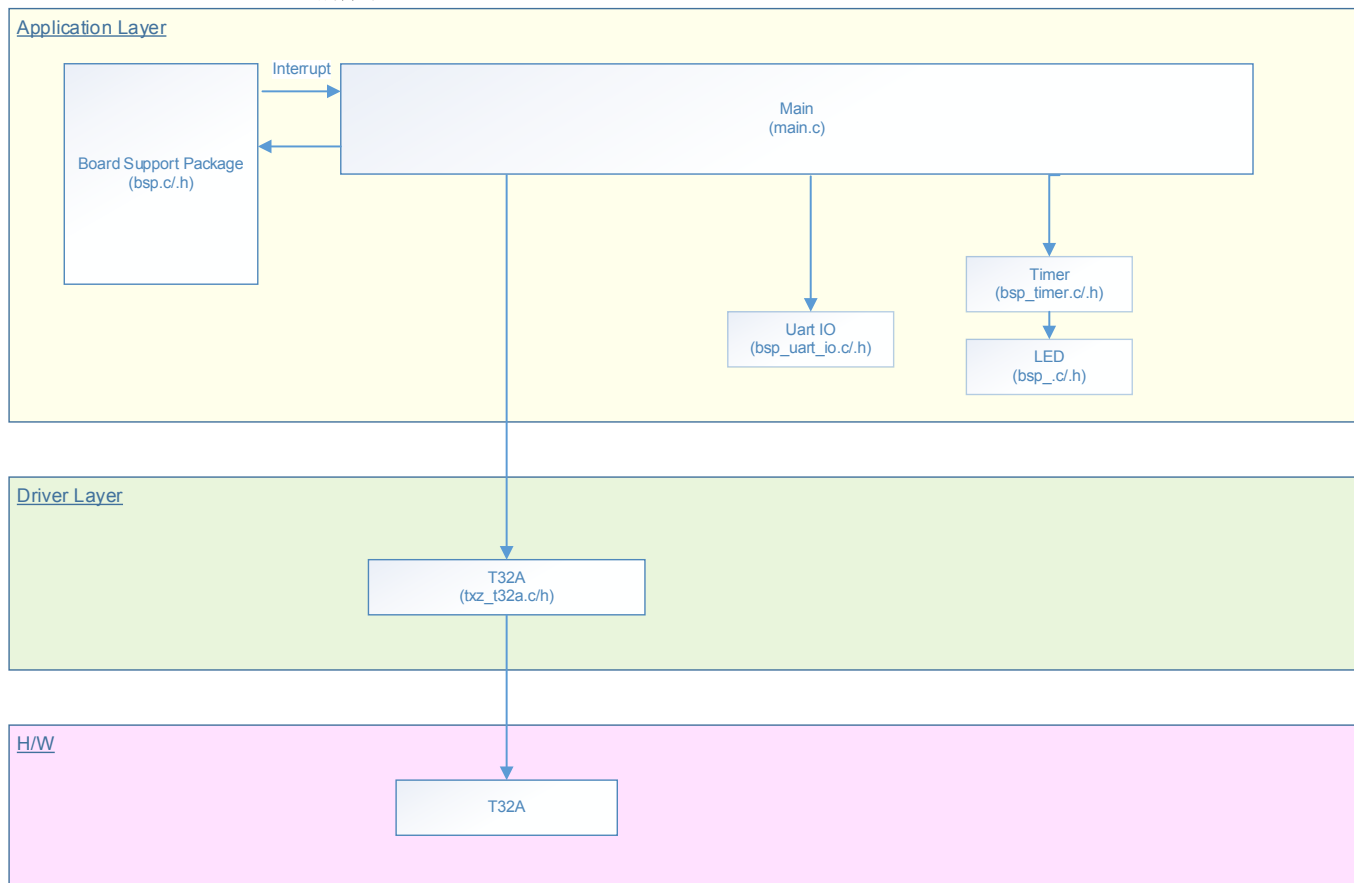 Application Layer
Interrupt
Main
(main.c)
Board Support Package
(bsp.c/.h)
Timer
(bsp_timer.c/.h)
Uart IO
(bsp_uart_io.c/.h)
LED
(bsp_.c/.h)
Driver Layer
T32A
(txz_t32a.c/h)
H/W
T32A